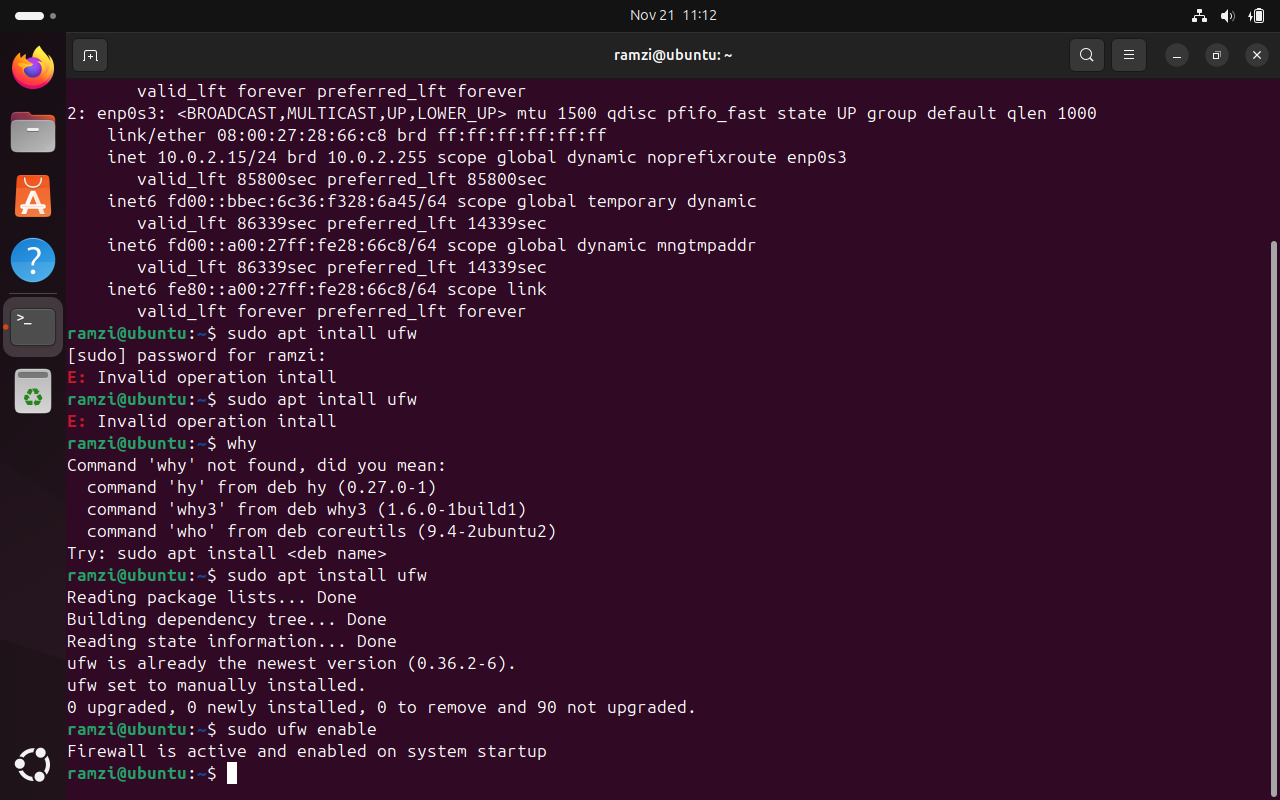 Nov 21 11:12
ramzi@ubuntu: ~
valid_lft forever preferred_lft forever
2: enp0s3: <BROADCAST,MULTICAST,UP,LOWER_UP> mtu 1500 qdisc pfifo_fast state UP group default qlen 1000
link/ether 08:00:27:28:66:c8 brd ff:ff:ff:ff:ff:ff
inet 10.0.2.15/24 brd 10.0.2.255 scope global dynamic noprefixroute enp0s3
valid_lft 85800sec preferred_lft 85800sec
inet6 fd00::bbec:6c36:f328:6a45/64 scope global temporary dynamic
valid_lft 86339sec preferred_lft 14339sec
inet6 fd00::a00:27ff:fe28:66c8/64 scope global dynamic mngtmpaddr
valid_lft 86339sec preferred_lft 14339sec
inet6 fe80::a00:27ff:fe28:66c8/64 scope link
valid_lft forever preferred_lft forever
ramzi@ubuntu:~$ sudo apt intall ufw
[sudo] password for ramzi:
E: Invalid operation intall
ramzi@ubuntu:~$ sudo apt intall ufw
E: Invalid operation intall
ramzi@ubuntu:~$ why
Command 'why' not found, did you mean:
command 'hy' from deb hy (0.27.0-1)
command 'why3' from deb why3 (1.6.0-1build1)
command 'who' from deb coreutils (9.4-2ubuntu2)
Try: sudo apt install <deb name>
ramzi@ubuntu:~$ sudo apt install ufw
Reading package lists... Done
Building dependency tree... Done
Reading state information... Done
ufw is already the newest version (0.36.2-6).
ufw set to manually installed.
0 upgraded, 0 newly installed, 0 to remove and 90 not upgraded.
ramzi@ubuntu:~$ sudo ufw enable
Firewall is active and enabled on system startup
ramzi@ubuntu:~$